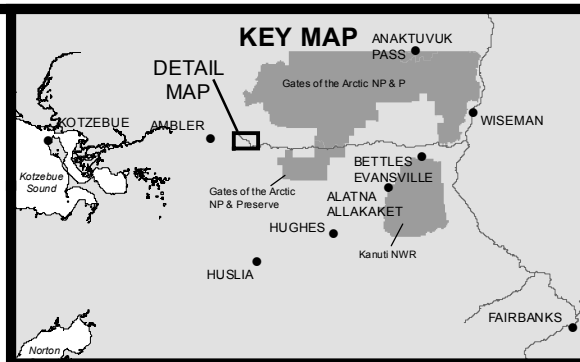 KEY MAP
ANAKTUVUK
PASS
DETAIL
MAP
Gates of the Arctic NP & P
KOTZEBUE
AMBLER
WISEMAN
Kotzebue
Sound
BETTLES
EVANSVILLE
Gates of the Arctic
NP & Preserve
ALATNA
ALLAKAKET
HUGHES
Kanuti NWR
HUSLIA
FAIRBANKS
Norton